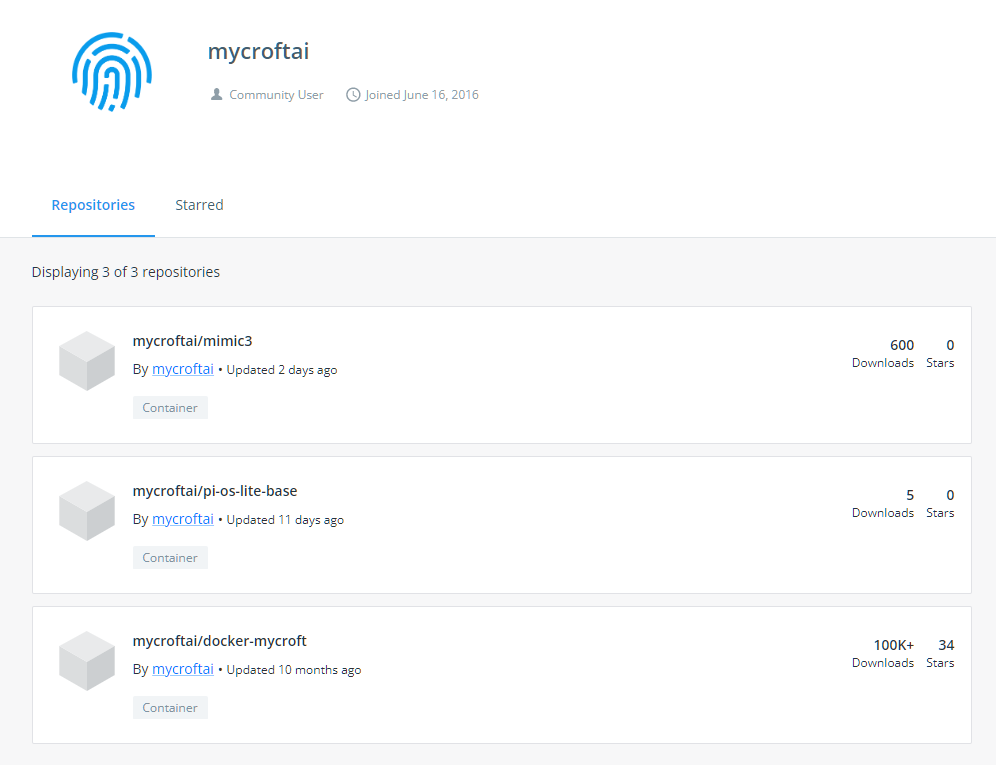 mycroftai
Community User Joined June 16, 2016
Repositories Starred
Displaying 3 of 3 repositories
mycroftai/mimic3
By mycroftai • Updated 2 days ago
Container
600 0
Downloads Stars
mycroftai/pi-os-lite-base
By mycroftai • Updated 11 days ago
Container
5 0
Downloads Stars
mycroftai/docker-mycroft
By mycroftai • Updated 10 months ago
Container
100K+ 34
Downloads Stars